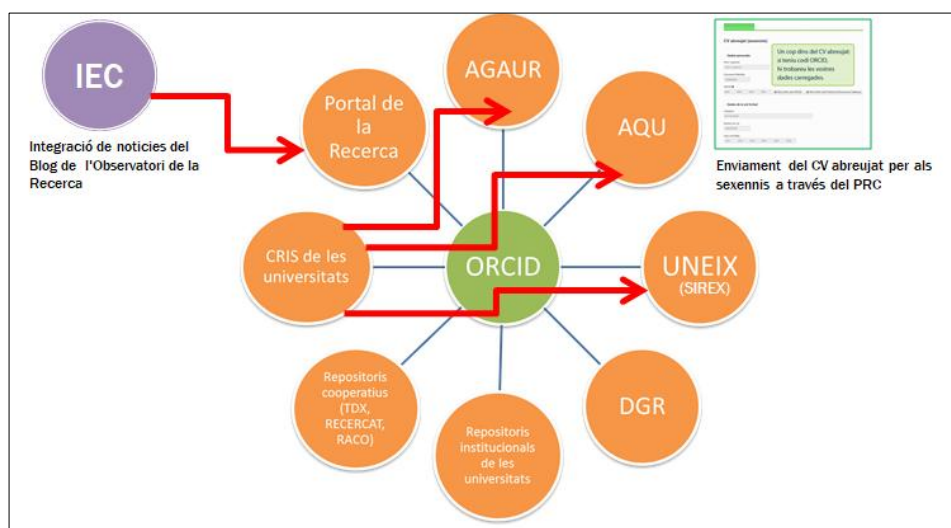 IEC
Integració de noticies del
Blog de l'Observatori de la
Recerca
Portal de
la
Recerca
AGAUR
AQU
CV abreujat (sexennis)
Un cop dins del CV abreujat:
si teniu codi ORCID,
hi trobareu les vostres
dades carregades.
Enviament del CV abreujat per als
sexennis a través del PRC
CRIS de les
universitats
ORCID
UNEIX
(SIREX)
Repositoris
cooperatius
(TDX,
RECERCAT,
RACO)
Repositoris
institucionals
de les
universitats
DGR